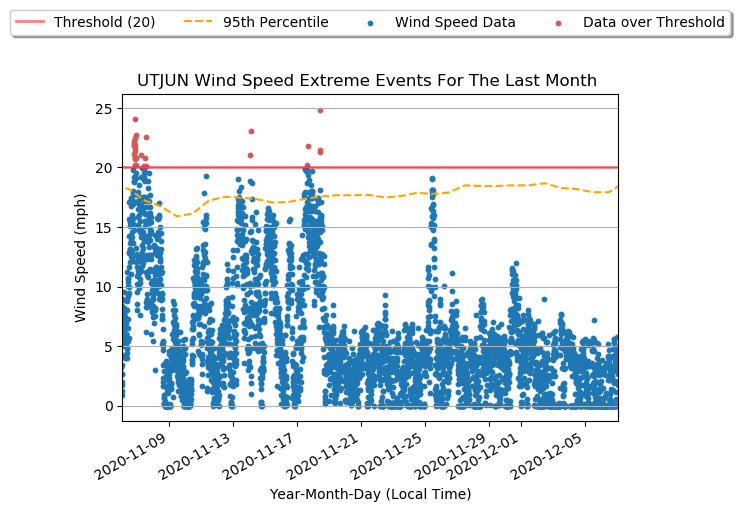 Threshold (20) 95th Percentile Wind Speed Data Data over Threshold
UTJUN Wind Speed Extreme Events For The Last Month
25
20
15
10
5
0
Wind Speed (mph)
2020-11-09 2020-11-13 2020-11-17 2020-11-21 2020-11-25 2020-11-29 2020-12-01 2020-12-05
Year-Month-Day (Local Time)